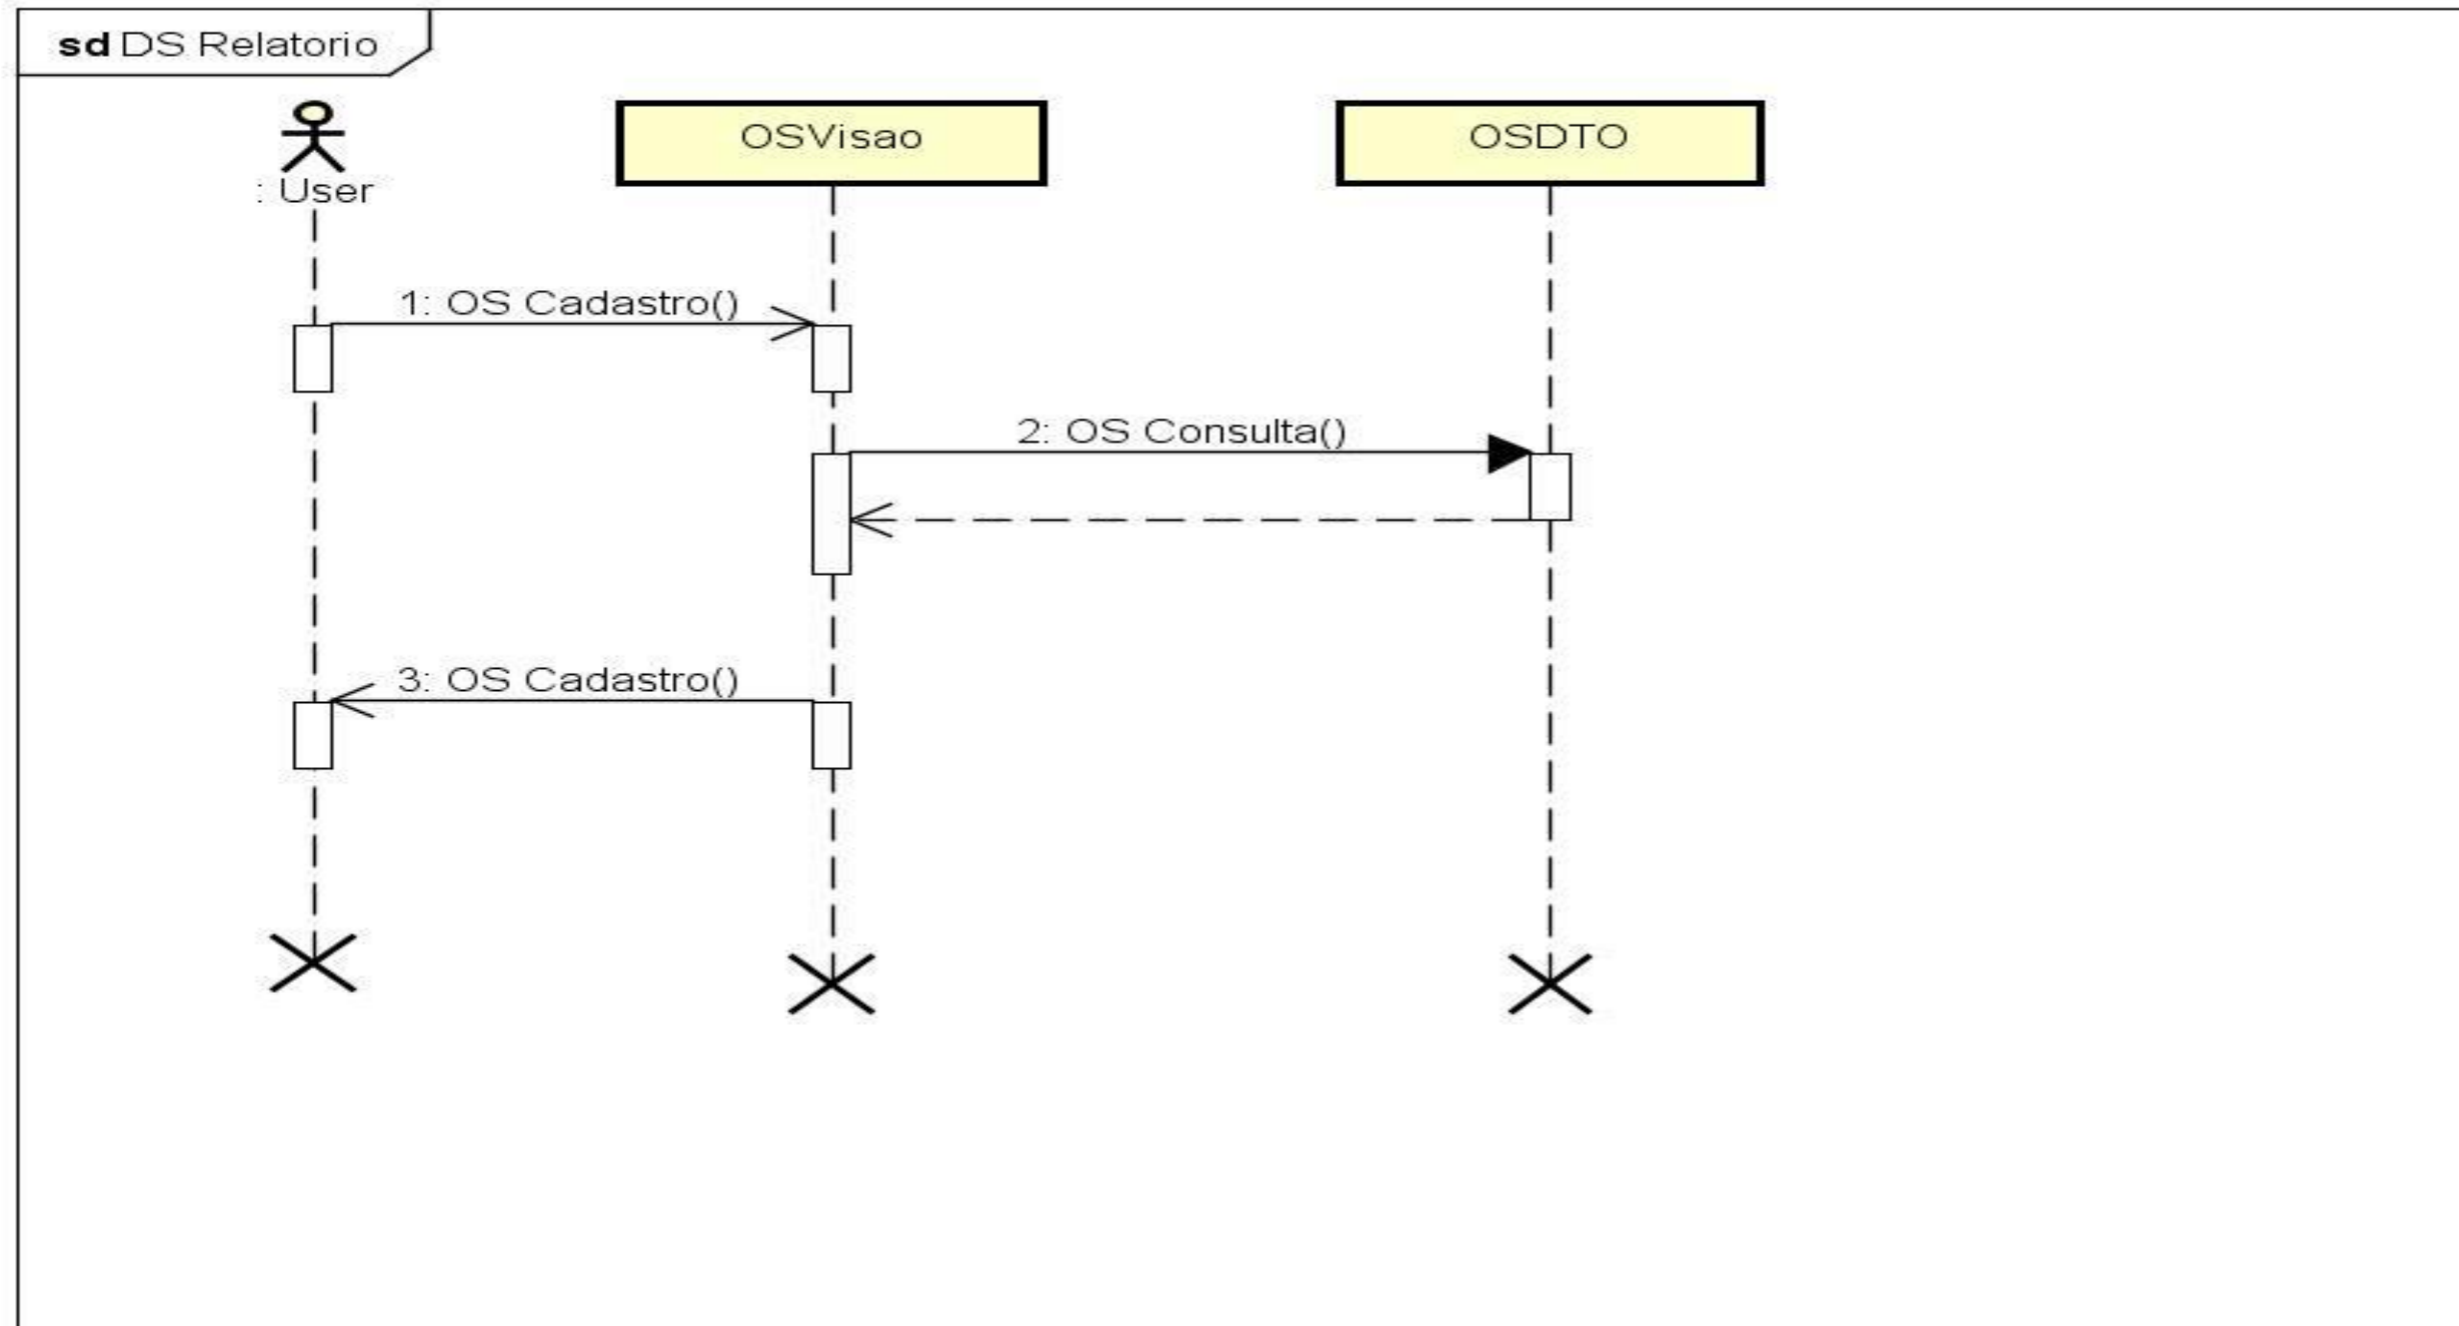 sd DS Relatorio
: User
OSVisao
OSDTO
1: OS Cadastro()
2: OS Consulta()
3: OS Cadastro()